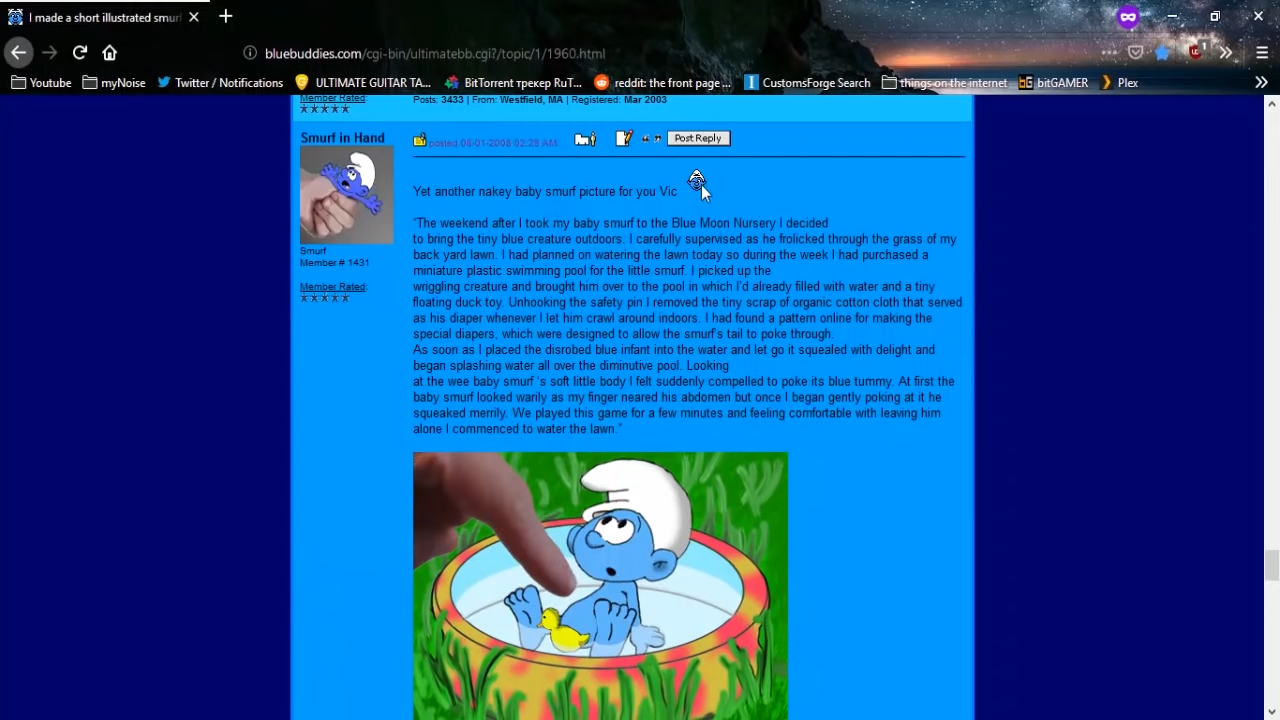 I made a short illustrated smurf
bluebuddies.com/cgi-bin/ultimatebb.cgi?/topic/1/1960.html
1
Youtube myNoise Twitter / Notifications ULTIMATE GUITAR TA... BitTorrent трекер RuT... reddit: the front page ... CustomsForge Search things on the internet bitGAMER Plex
Member Rated:
Posts: 3433 | From: Westfield, MA | Registered: Mar 2003
Smurf in Hand
posted 06-01-2008 02:23 AM
Post Reply
Smurf
Member # 1431
Member Rated:
Yet another nakey baby smurf picture for you Vic
“The weekend after I took my baby smurf to the Blue Moon Nursery I decided
to bring the tiny blue creature outdoors. I carefully supervised as he frolicked through the grass of my
back yard lawn. I had planned on watering the lawn today so during the week I had purchased a
miniature plastic swimming pool for the little smurf. I picked up the
wriggling creature and brought him over to the pool in which I’d already filled with water and a tiny
floating duck toy. Unhooking the safety pin I removed the tiny scrap of organic cotton cloth that served
as his diaper whenever I let him crawl around indoors. I had found a pattern online for making the
special diapers, which were designed to allow the smurf’s tail to poke through.
As soon as I placed the disrobed blue infant into the water and let go it squealed with delight and
began splashing water all over the diminutive pool. Looking
at the wee baby smurf ‘s soft little body I felt suddenly compelled to poke its blue tummy. At first the
baby smurf looked warily as my finger neared his abdomen but once I began gently poking at it he
squeaked merrily. We played this game for a few minutes and feeling comfortable with leaving him
alone I commenced to water the lawn.”